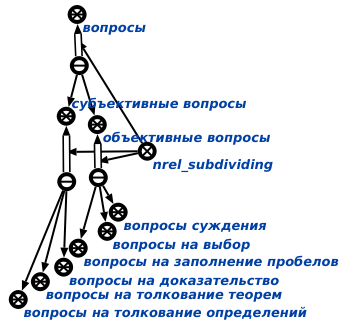 вопросы
субъективные вопросы
объективные вопросы
nrel_subdividing
вопросы суждения
вопросы на выбор
вопросы на заполнение пробелов
вопросы на доказательство
вопросы на толкование теорем
вопросы на толкование определений